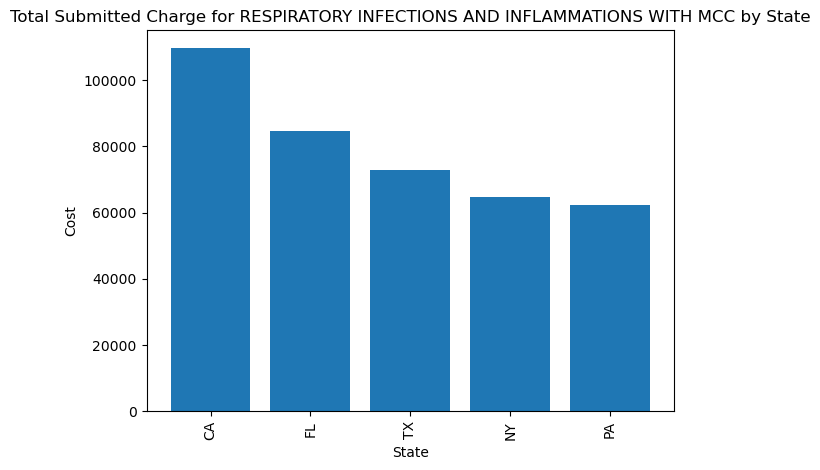 Total Submitted Charge for RESPIRATORY INFECTIONS AND INFLAMMATIONS WITH MCC by State
100000
80000
60000
40000
20000
0
Cost
CA
FL
TX
NY
PA
State